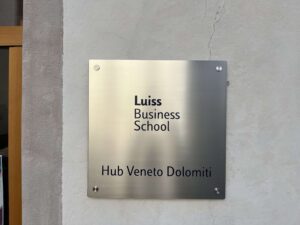 Luiss
Business
School
Hub Veneto Dolomiti